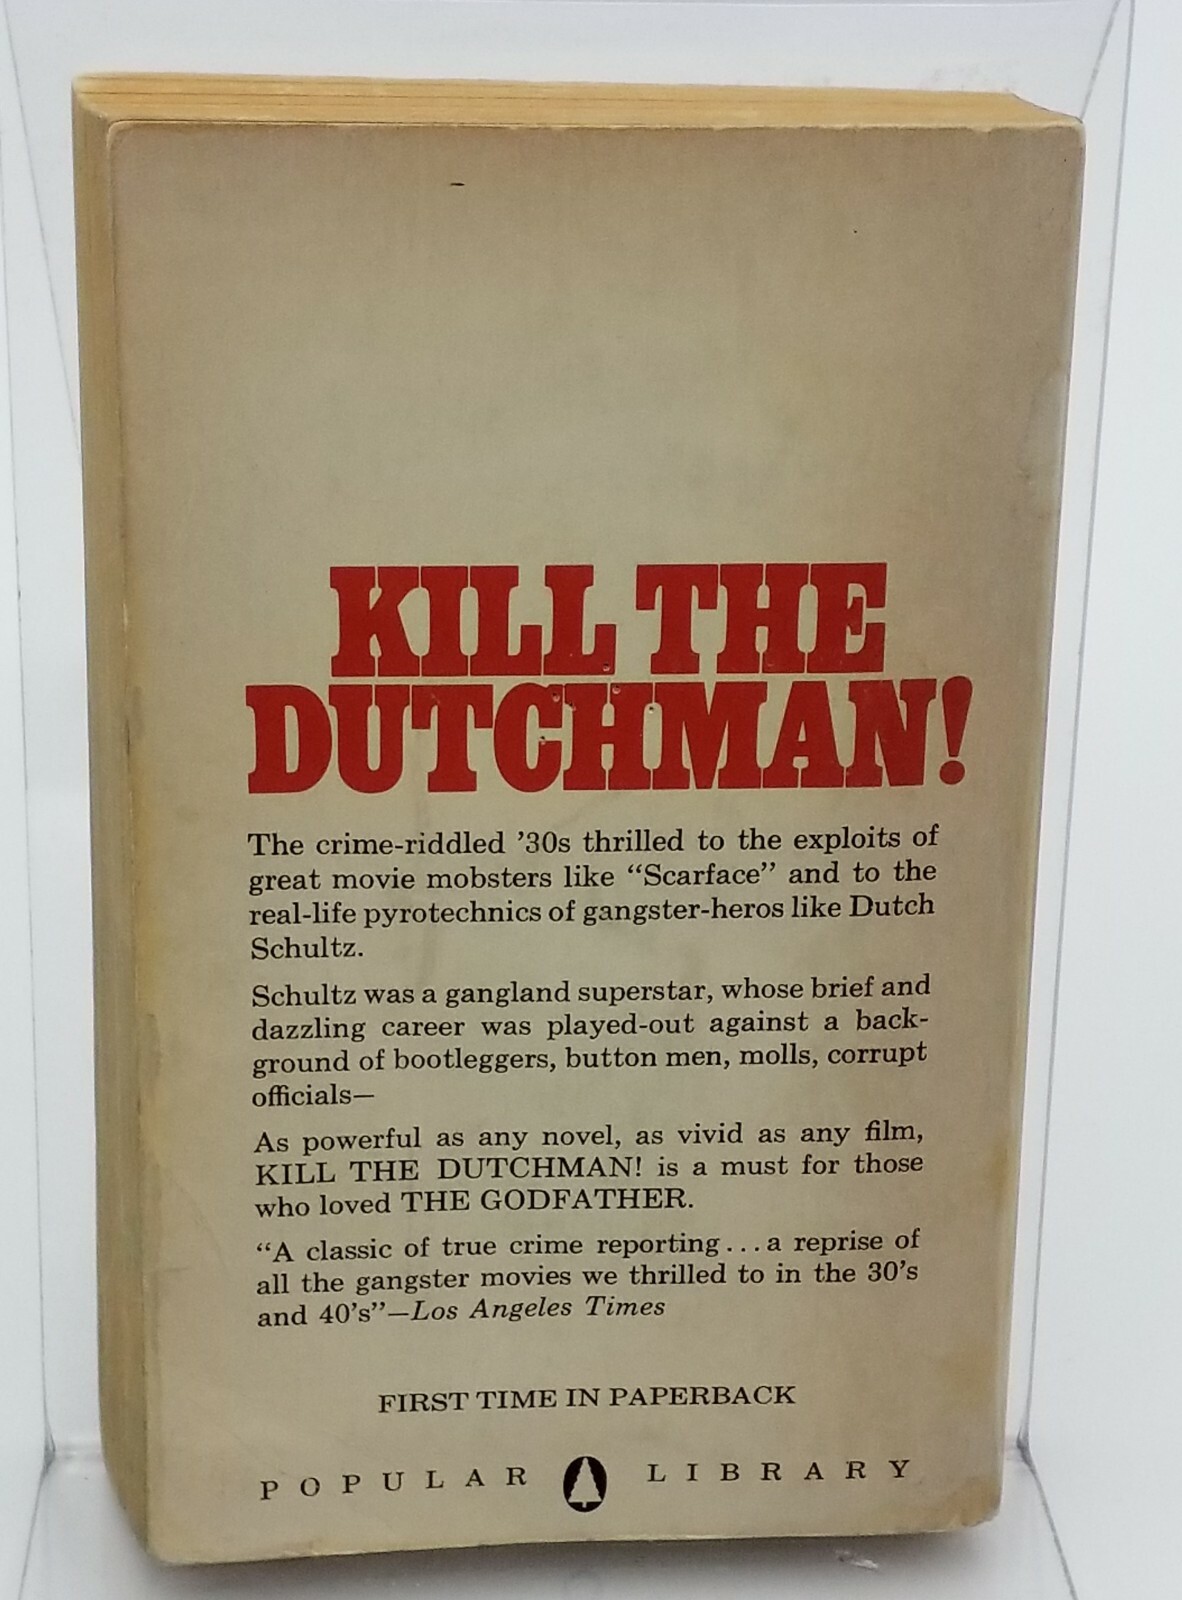 KILL THE
DUTCHMAN!
The crime-riddled ’30s thrilled to the exploits of
great movie mobsters like “Scarface” and to the
real-life pyrotechnics of gangster-heros like Dutch
Schultz.
Schultz was a gangland superstar, whose brief and
dazzling career was played-out against a back-
ground of bootleggers, button men, molls, corrupt
officials—
As powerful as any novel, as vivid as any film,
KILL THE DUTCHMAN! is a must for those
who loved THE GODFATHER.
“A classic of true crime reporting...a reprise of
all the gangster movies we thrilled to in the 30’s
and 40’s”—Los Angeles Times
FIRST TIME IN PAPERBACK
POPULAR LIBRARY